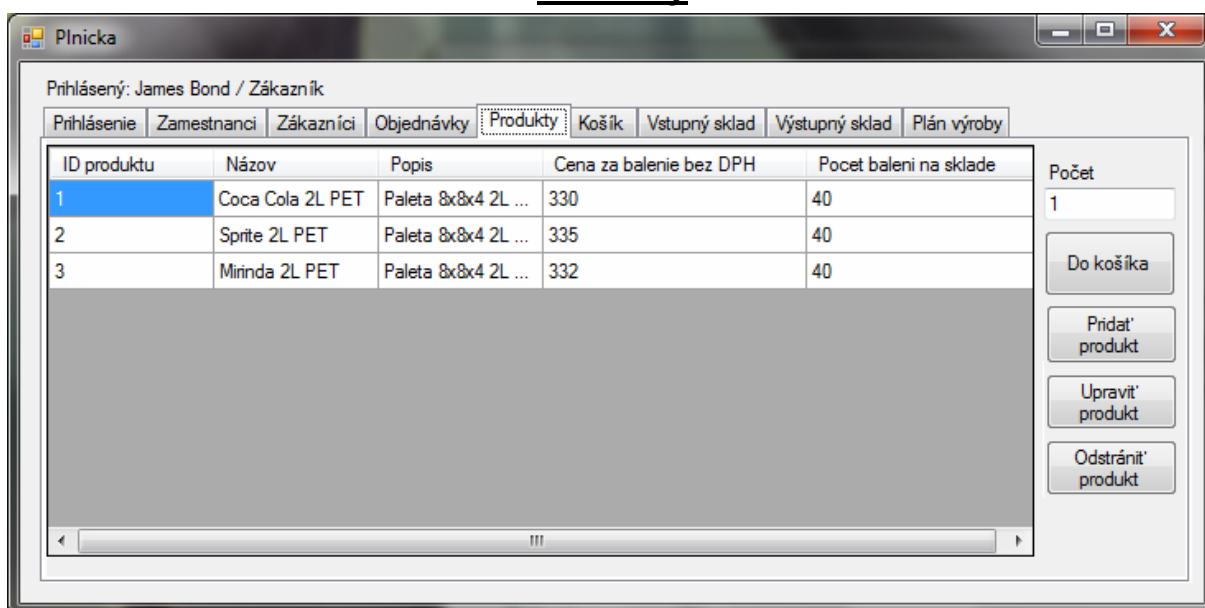 Plnicka
Prihlásený: James Bond / Zákazník
Prihlásenie Zamestnanci Zákazníci Objednávky Produkty Košík Vstupný sklad Výstupný sklad Plán výroby
ID produktu Názov Popis Cena za balenie bez DPH Pocet baleni na sklade
1 Coca Cola 2L PET Paleta 8x8x4 2L ... 330 40
2 Sprite 2L PET Paleta 8x8x4 2L ... 335 40
3 Mirinda 2L PET Paleta 8x8x4 2L ... 332 40
Počet
1
Do košíka
Pridať
produkt
Upraviť
produkt
Odstrániť
produkt